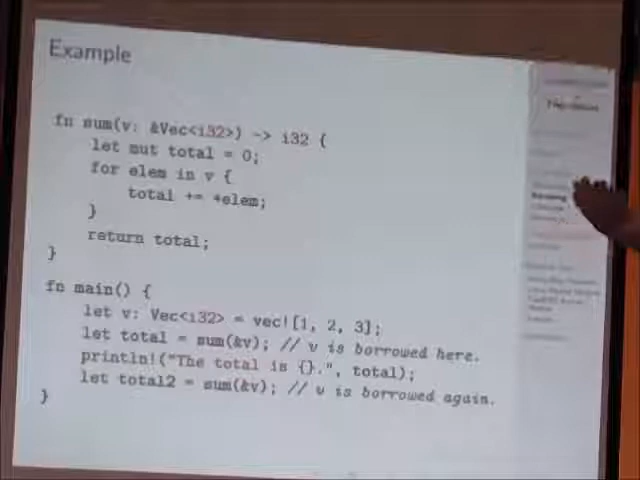 Example
fn sum(v: &Vec<i32>) -> i32 {
let mut total = 0;
for elem in v {
total += *elem;
}
return total;
}
fn main() {
let v: Vec<i32> = vec![1, 2, 3];
let total = sum(&v); // v is borrowed here.
println!("The total is {}.", total);
let total2 = sum(&v); // v is borrowed again.
}